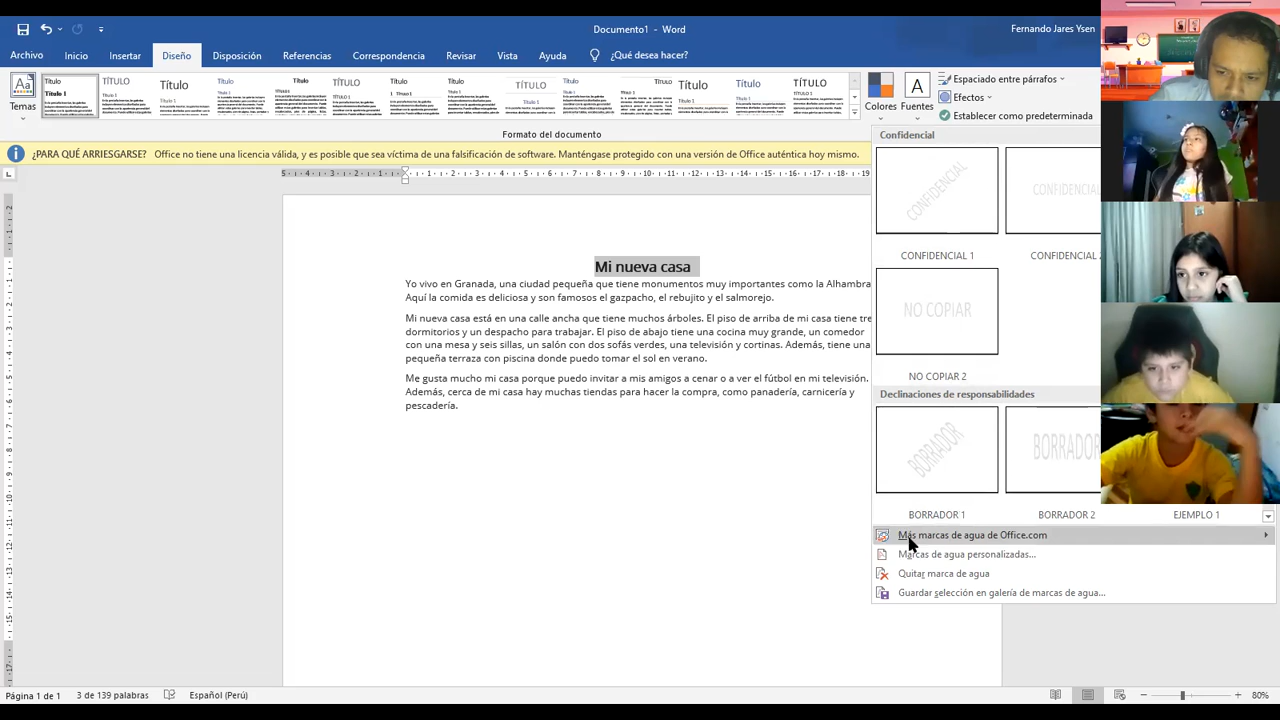 Documento1 - Word
Fernando Jares Ysen
Archivo
Inicio
Insertar
Diseño
Disposición
Referencias
Correspondencia
Revisar
Vista
Ayuda
¿Qué desea hacer?
Temas
Colores
Fuentes
Espaciado entre párrafos
Efectos
Establecer como predeterminada
Formato del documento
¿PARA QUÉ ARRIESGARSE? Office no tiene una licencia válida, y es posible que sea víctima de una falsificación de software. Manténgase protegido con una versión de Office auténtica hoy mismo.
Mi nueva casa
Yo vivo en Granada, una ciudad pequeña que tiene monumentos muy importantes como la Alhambra
Aquí la comida es deliciosa y son famosos el gazpacho, el rebujito y el salmorejo.
Mi nueva casa está en una calle ancha que tiene muchos árboles. El piso de arriba de mi casa tiene tre
dormitorios y un despacho para trabajar. El piso de abajo tiene una cocina muy grande, un comedor
con una mesa y seis sillas, un salón con dos sofás verdes, una televisión y cortinas. Además, tiene una
pequeña terraza con piscina donde puedo tomar el sol en verano.
Me gusta mucho mi casa porque puedo invitar a mis amigos a cenar o a ver el fútbol en mi televisión.
Además, cerca de mi casa hay muchas tiendas para hacer la compra, como panadería, carnicería y
pescadería.
Confidencial
CONFIDENCIAL
CONFIDENCIAL
CONFIDENCIAL 1
CONFIDENCIAL
NO COPIAR
NO COPIAR 2
Declinaciones de responsabilidades
BORRADOR
BORRADOR
BORRADOR 1
BORRADOR 2
EJEMPLO 1
Más marcas de agua de Office.com
Marcas de agua personalizadas...
Quitar marca de agua
Guardar selección en galería de marcas de agua...
Página 1 de 1
3 de 139 palabras
Español (Perú)
80%